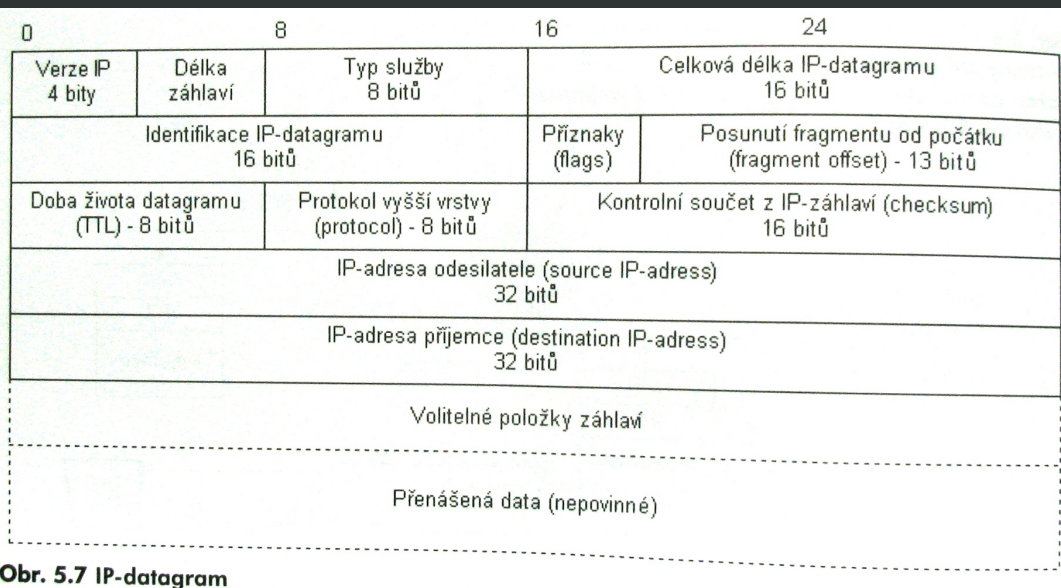 0 8 16 24
Verze IP
4 bity
Délka
záhlaví
Typ služby
8 bitů
Celková délka IP-datagramu
16 bitů
Identifikace IP-datagramu
16 bitů
Příznaky
(flags)
Posunutí fragmentu od počátku
(fragment offset) - 13 bitů
Doba života datagramu
(TTL) - 8 bitů
Protokol vyšší vrstvy
(protocol) - 8 bitů
Kontrolní součet z IP-záhlaví (checksum)
16 bitů
IP-adresa odesilatele (source IP-adress)
32 bitů
IP-adresa příjemce (destination IP-adress)
32 bitů
Volitelné položky záhlaví
Přenášená data (nepovinné)
Obr. 5.7 IP-datagram